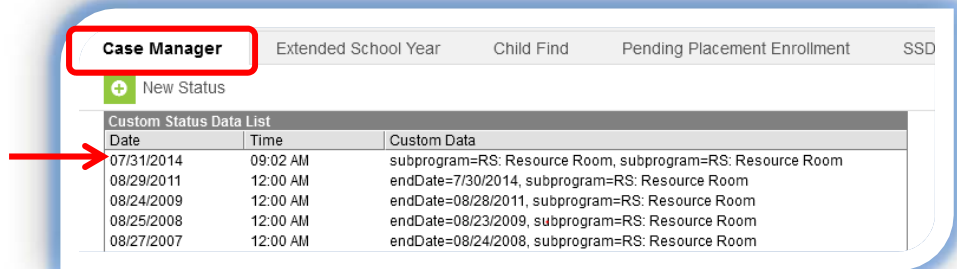 Case Manager Extended School Year Child Find Pending Placement Enrollment SSD
New Status
Custom Status Data List
Date Time Custom Data
07/31/2014 09:02 AM subprogram=RS: Resource Room, subprogram=RS: Resource Room
08/29/2011 12:00 AM endDate=7/30/2014, subprogram=RS: Resource Room
08/24/2009 12:00 AM endDate=08/28/2011, subprogram=RS: Resource Room
08/25/2008 12:00 AM endDate=08/23/2009, subprogram=RS: Resource Room
08/27/2007 12:00 AM endDate=08/24/2008, subprogram=RS: Resource Room